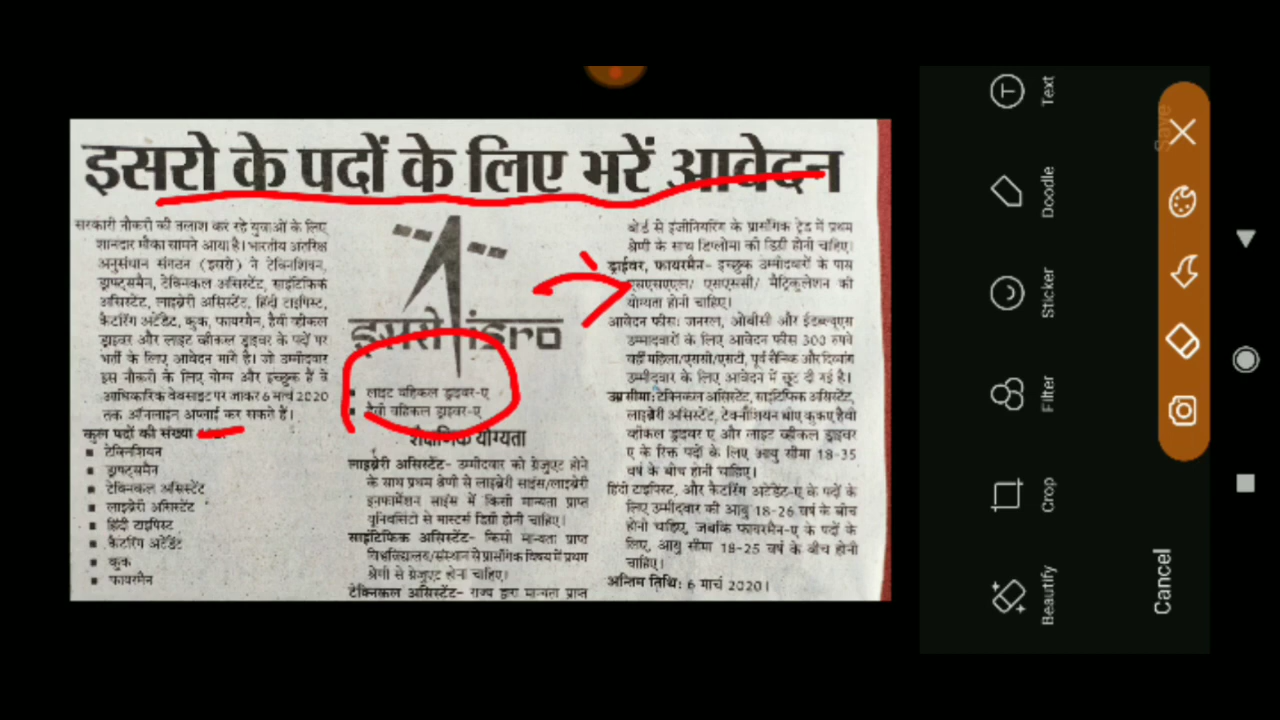 इसरो के पदों के लिए भरें आवेदन
सरकारी नौकरी की तलाश कर रहे युवाओं के लिए
शानदार मौका सामने आया है। भारतीय अंतरिक्ष
अनुसंधान संगठन (इसरो) ने टेक्निशियन,
ड्राफ्ट्समैन, टेक्निकल असिस्टेंट, साइंटिफिक
असिस्टेंट, लाइब्रेरी असिस्टेंट, हिंदी टाइपिस्ट,
कैटरिंग अटेंडेंट, कुक, फायरमैन, हैवी व्हीकल
ड्राइवर और लाइट व्हीकल ड्राइवर के पदों पर
भर्ती के लिए आवेदन मांगे है। जो उम्मीदवार
इस नौकरी के लिए योग्य और इच्छुक हैं वे
आधिकारिक वेबसाइट पर जाकर 6 मार्च 2020
तक ऑनलाइन अप्लाई कर सकते हैं।
कुल पदों की संख्या
टेक्निशियन
ड्राफ्ट्समैन
टेक्निकल असिस्टेंट
लाइब्रेरी असिस्टेंट
हिंदी टाइपिस्ट
कैटरिंग अटेंडेंट
कुक
फायरमैन
इसरो isro
लाइट वहिकल ड्राइवर-ए
हैवी वहिकल ड्राइवर-ए
शैक्षणिक योग्यता
लाइब्रेरी असिस्टेंट- उम्मीदवार को ग्रेजुएट होने
के साथ प्रथम श्रेणी से लाइब्रेरी साइंस/लाइब्रेरी
इनफार्मेशन साइंस में किसी मान्यता प्राप्त
यूनिवर्सिटी से मास्टर्स डिग्री होनी चाहिए।
साइंटिफिक असिस्टेंट- किसी मान्यता प्राप्त
विश्वविद्यालय/संस्थान से प्रासंगिक विषय में प्रथम
श्रेणी से ग्रेजुएट होना चाहिए।
टेक्निकल असिस्टेंट- राज्य द्वारा मान्यता प्राप्त
बोर्ड से इंजीनियरिंग के प्रासंगिक ट्रेड में प्रथम
श्रेणी के साथ डिप्लोमा की डिग्री होनी चाहिए।
ड्राईवर, फायरमैन- इच्छुक उम्मीदवारों के पास
एसएसएलसी/ एसएससी/ मैट्रिकुलेशन की
योग्यता होनी चाहिए।
आवेदन फीस: जनरल, ओबीसी और ईडब्ल्यूएस
उम्मीदवारों के लिए आवेदन फीस 300 रुपये
वहीं महिला/एससी/एसटी, पूर्व सैनिक और दिव्यांग
उम्मीदवार के लिए आवेदन में छूट दी गई है।
उम्र सीमा: टेक्निकल असिस्टेंट, साइंटिफिक असिस्टेंट,
लाइब्रेरी असिस्टेंट, टेक्नीशियन बीए कुक ए हैवी
व्हीकल ड्राइवर ए और लाइट व्हीकल ड्राइवर
ए के रिक्त पदों के लिए आयु सीमा 18-35
वर्ष के बीच होनी चाहिए।
हिंदी टाइपिस्ट, और कैटरिंग अटेंडेंट-ए के पदों के
लिए उम्मीदवार की आयु 18-26 वर्ष के बीच
होनी चाहिए, जबकि फायरमैन-ए के पदों के
लिए, आयु सीमा 18-25 वर्ष के बीच होनी
चाहिए।
अन्तिम तिथि: 6 मार्च 2020।
Text
Doodle
Sticker
Filter
Crop
Beautify
Save
Cancel